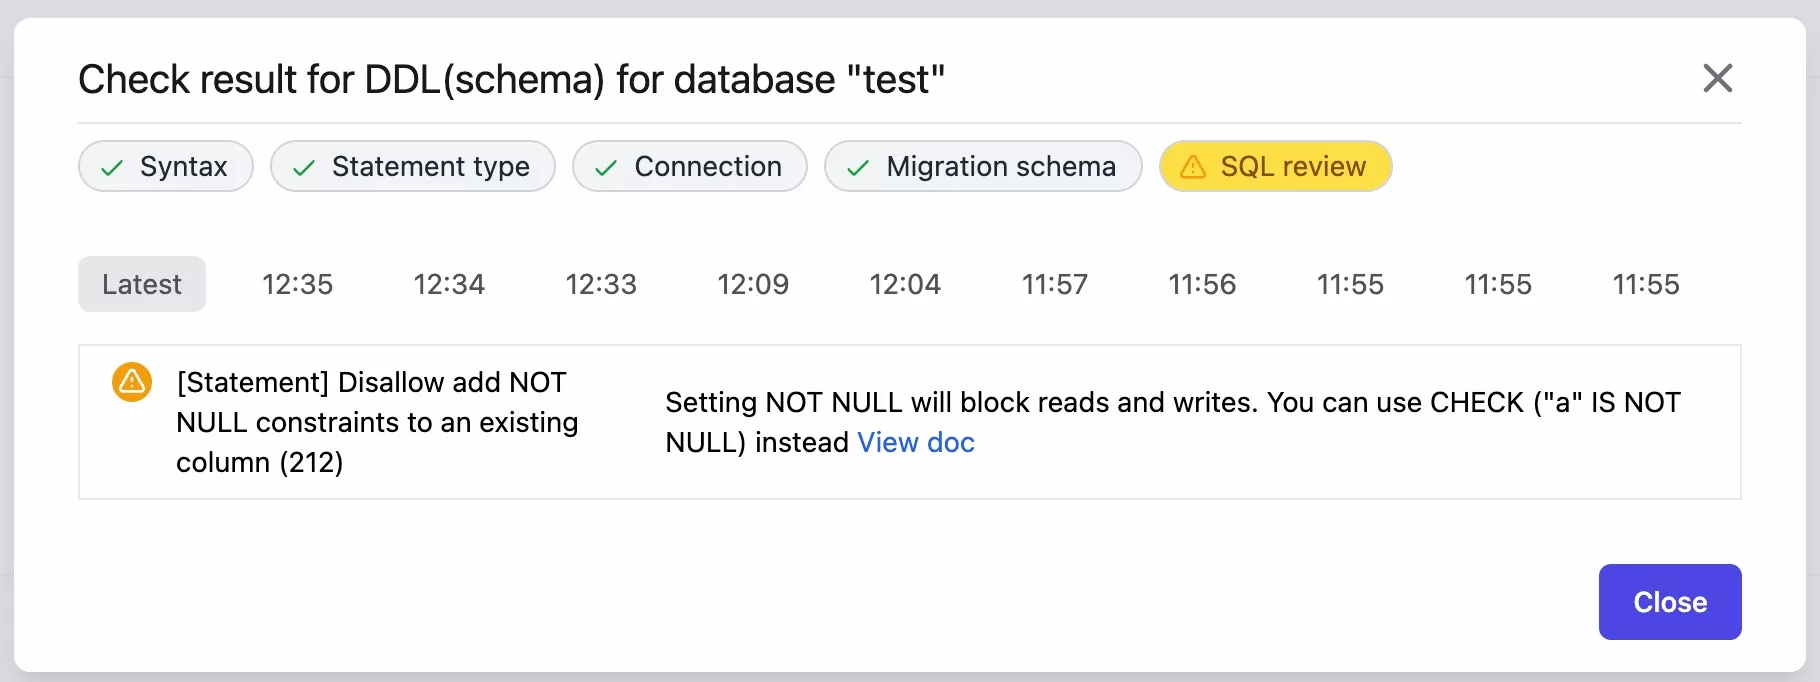 Check result for DDL(schema) for database "test"
Syntax
Statement type
Connection
Migration schema
SQL review
Latest
12:35
12:34
12:33
12:09
12:04
11:57
11:56
11:55
11:55
11:55
[Statement] Disallow add NOT
NULL constraints to an existing
column (212)
Setting NOT NULL will block reads and writes. You can use CHECK ("a" IS NOT
NULL) instead View doc
Close